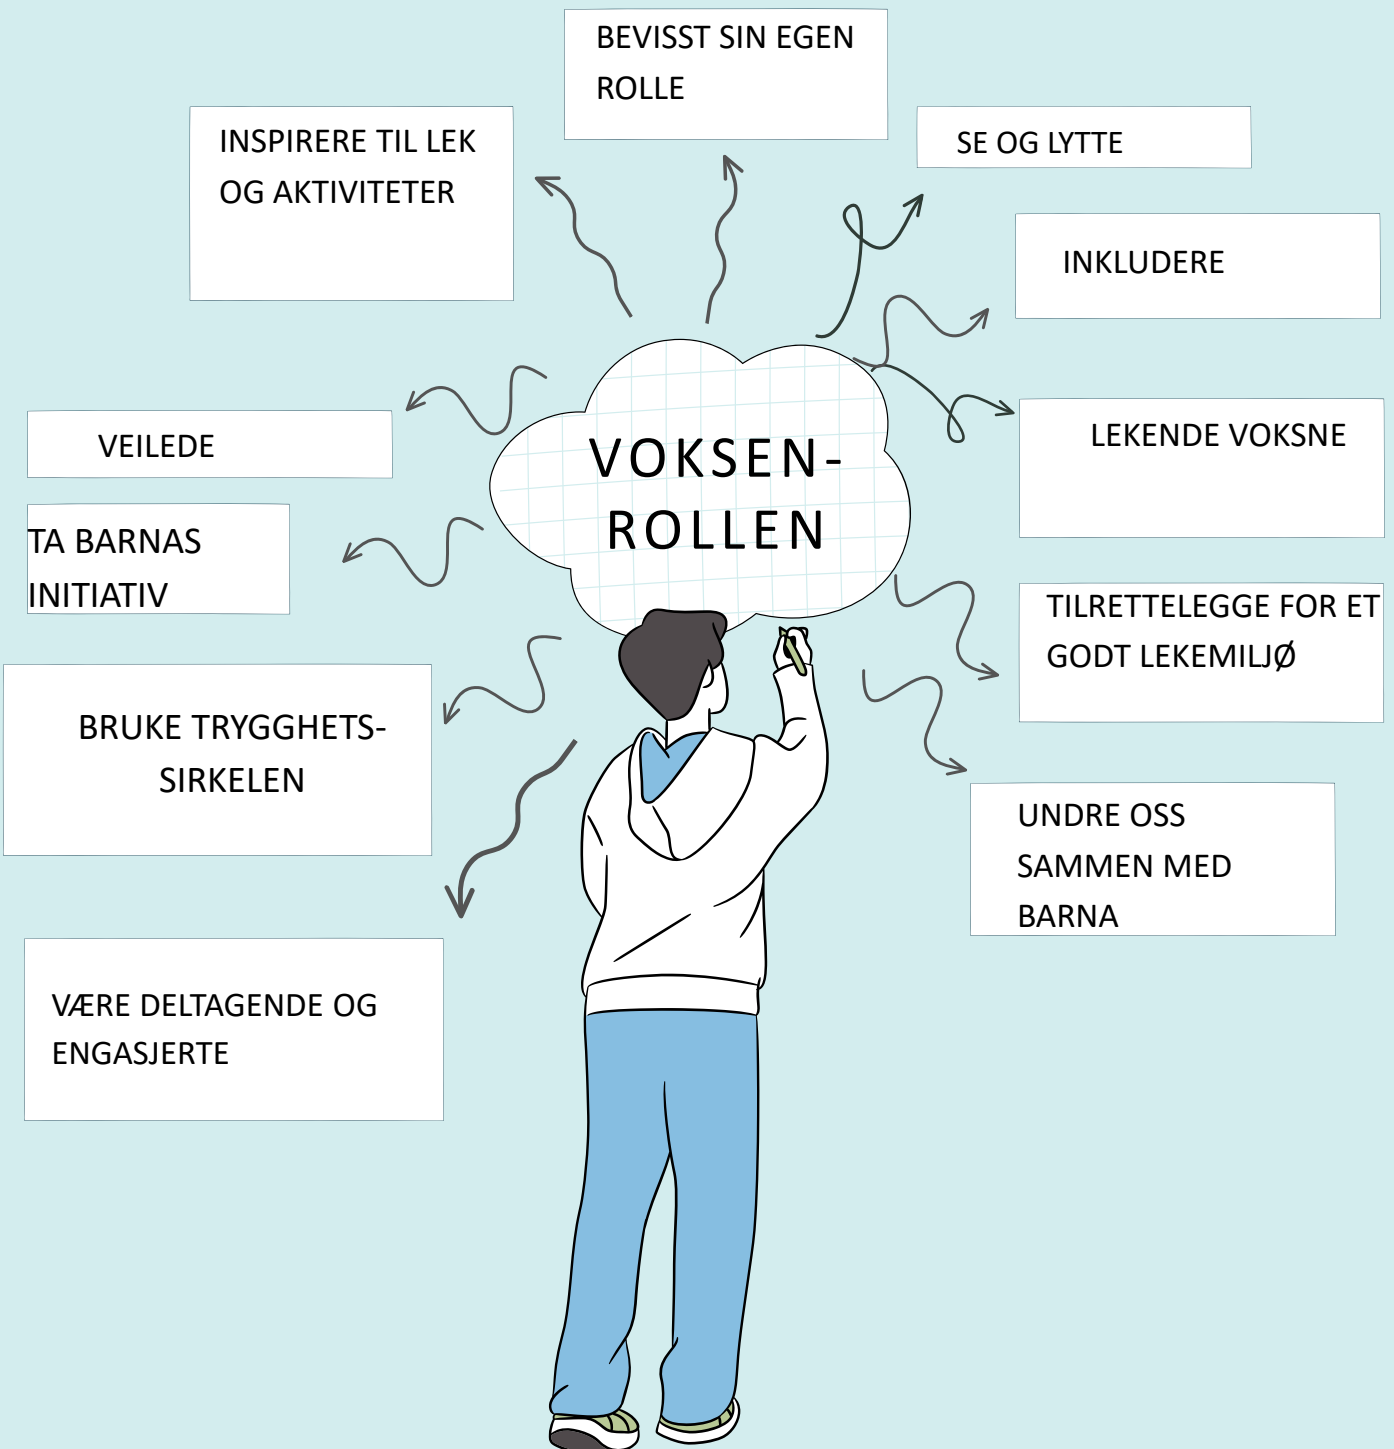 BEVISST SIN EGEN
ROLLE
INSPIRERE TIL LEK
OG AKTIVITETER
SE OG LYTTE
INKLUDERE
VEILEDE
LEKENDE VOKSNE
VOKSEN-
ROLLEN
TA BARNAS
INITIATIV
TILRETTELEGGE FOR ET
GODT LEKEMILJØ
BRUKE TRYGGHETS-
SIRKELEN
UNDRE OSS
SAMMEN MED
BARNA
VÆRE DELTAGENDE OG
ENGASJERTE